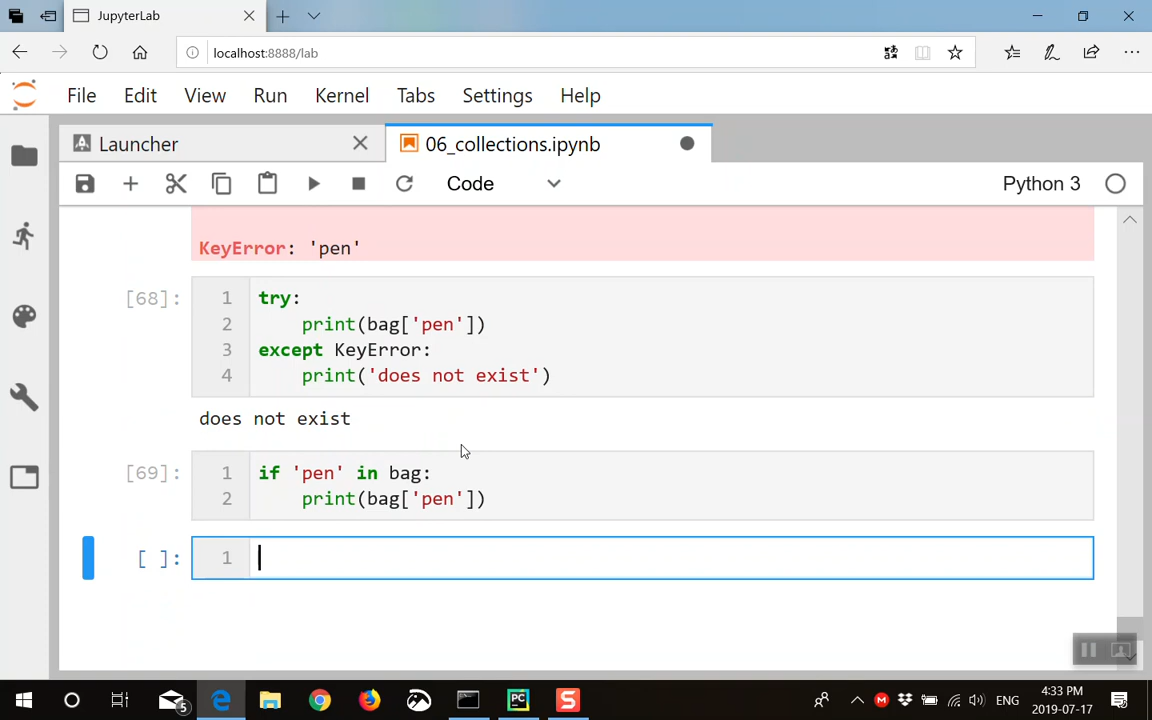 JupyterLab
localhost:8888/lab
File Edit View Run Kernel Tabs Settings Help
Launcher 06_collections.ipynb
Code Python 3
KeyError: 'pen'
[68]: 1 try:
2 print(bag['pen'])
3 except KeyError:
4 print('does not exist')
does not exist
[69]: 1 if 'pen' in bag:
2 print(bag['pen'])
[ ]: 1
5 PC S M ENG 4:33 PM
2019-07-17